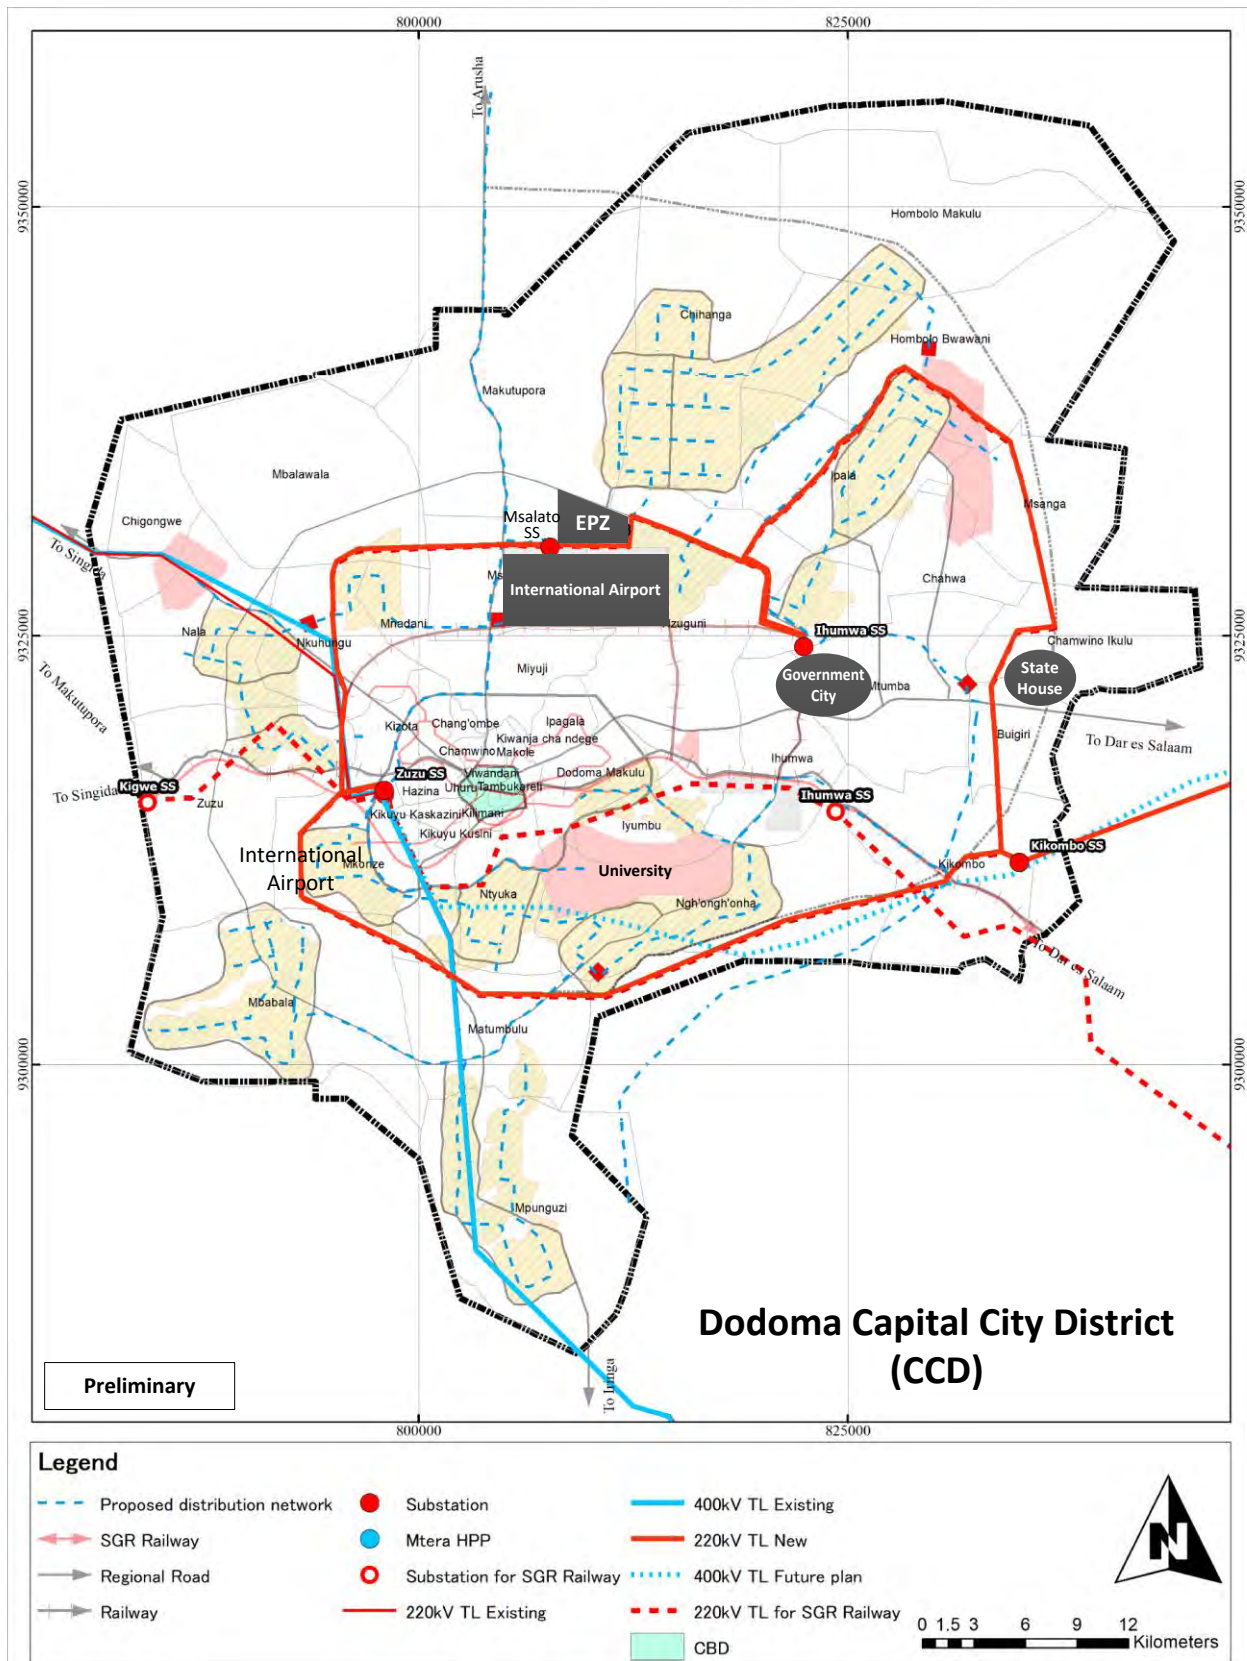 800000
825000
To Arusha
9350000
9350000
Hombolo Makulu
Chihanga
Hombolo Bwawani
Makutupora
Mbalawala
Ipala
Msanga
Chigongwe
Msalato
SS
EPZ
To Singida
International Airport
Chahwa
9325000
9325000
Nala
Nkuhungu
Mnadani
Ihumwa SS
Chamwino Ikulu
Miyuji
Government
City
State
House
To Makutupora
Kizota
Chang'ombe
Ipagala
Kiwanja cha ndege
Buigiri
To Dar es Salaam
Chamwino
Makole
Ihumwa
Zuzu SS
Viwandani
Dodoma Makulu
Kigwe SS
To Singida
Zuzu
Hazina
Uhuru
Tambukareli
Ihumwa SS
Kikuyu Kaskazini
Kilimani
Iyumbu
Kikuyu Kusini
Kikombo SS
International
Airport
Mkonze
University
Kikombo
Ntyuka
Ngh'ongh'onha
To Dar es Salaam
Mbabala
Matumbulu
9300000
9300000
Mpunguzi
Dodoma Capital City District
(CCD)
Preliminary
To Iringa
800000
825000
Legend
Proposed distribution network
Substation
400kV TL Existing
SGR Railway
Mtera HPP
220kV TL New
Regional Road
Substation for SGR Railway
400kV TL Future plan
Railway
220kV TL Existing
220kV TL for SGR Railway
CBD
N
0 1.5 3 6 9 12
Kilometers